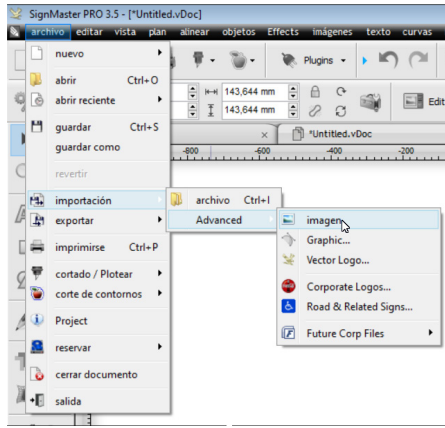 SignMaster PRO 3.5 - [*Untitled.vDoc]
archivo editar vista plan alinear objetos Effects imágenes texto curvas
nuevo
Plugins
abrir Ctrl+O
abrir reciente
143,644 mm
143,644 mm
Edit
guardar Ctrl+S
guardar como
*Untitled.vDoc
-800 -600 -400 -200
revertir
importación
archivo Ctrl+I
exportar
Advanced
imagen
imprimirse Ctrl+P
Graphic...
Vector Logo...
cortado / Plotear
corte de contornos
Corporate Logos...
Road & Related Signs...
Project
Future Corp Files
reservar
cerrar documento
salida